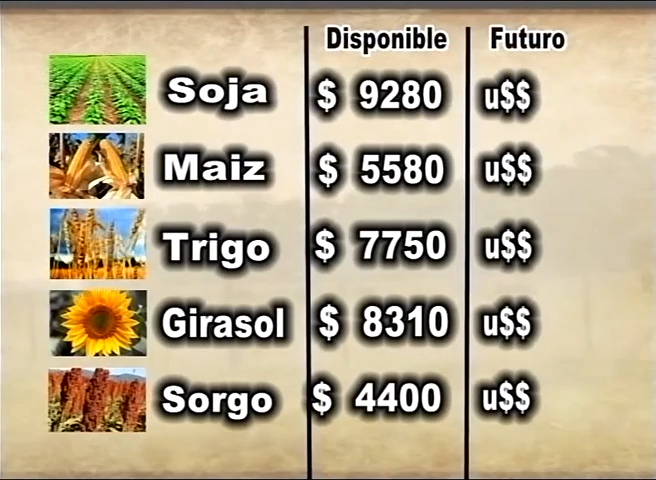 Disponible Futuro
Soja $ 9280 u$$
Maiz $ 5580 u$$
Trigo $ 7750 u$$
Girasol $ 8310 u$$
Sorgo $ 4400 u$$